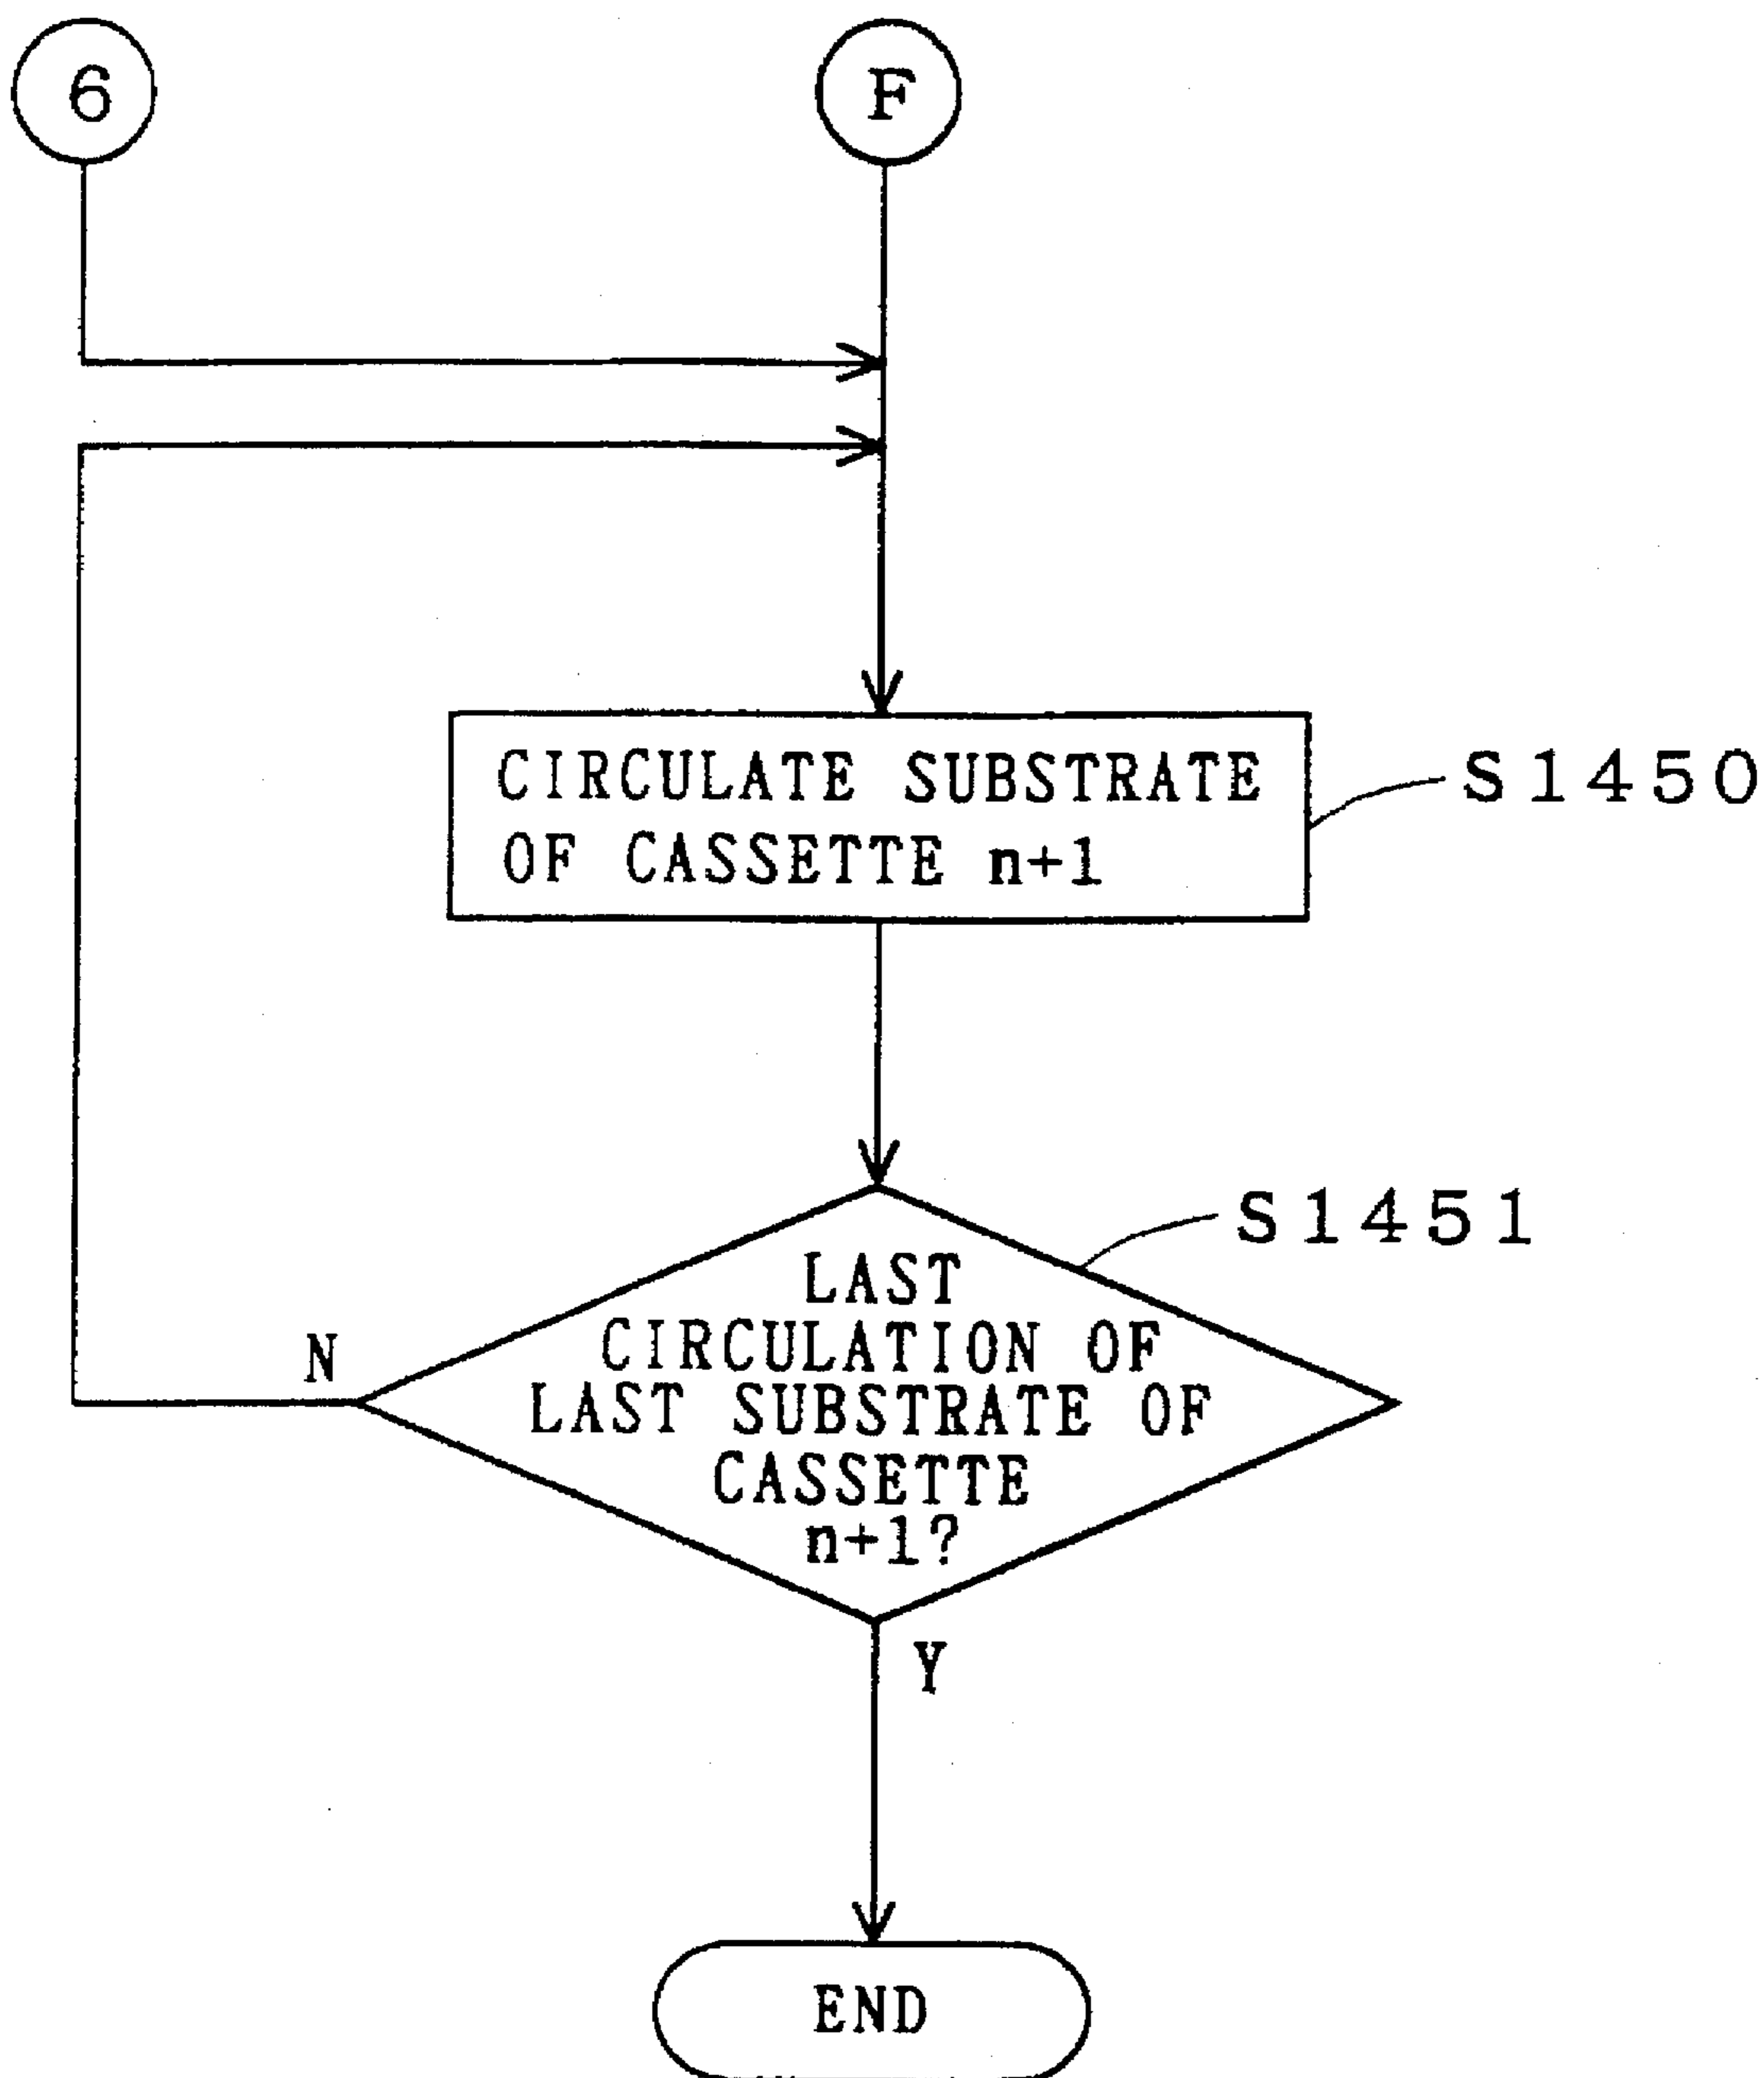 6
F
CIRCULATE SUBSTRATE
OF CASSETTE n+1
S1450
S1451
LAST
CIRCULATION OF
LAST SUBSTRATE OF
CASSETTE
n+1?
N
Y
END